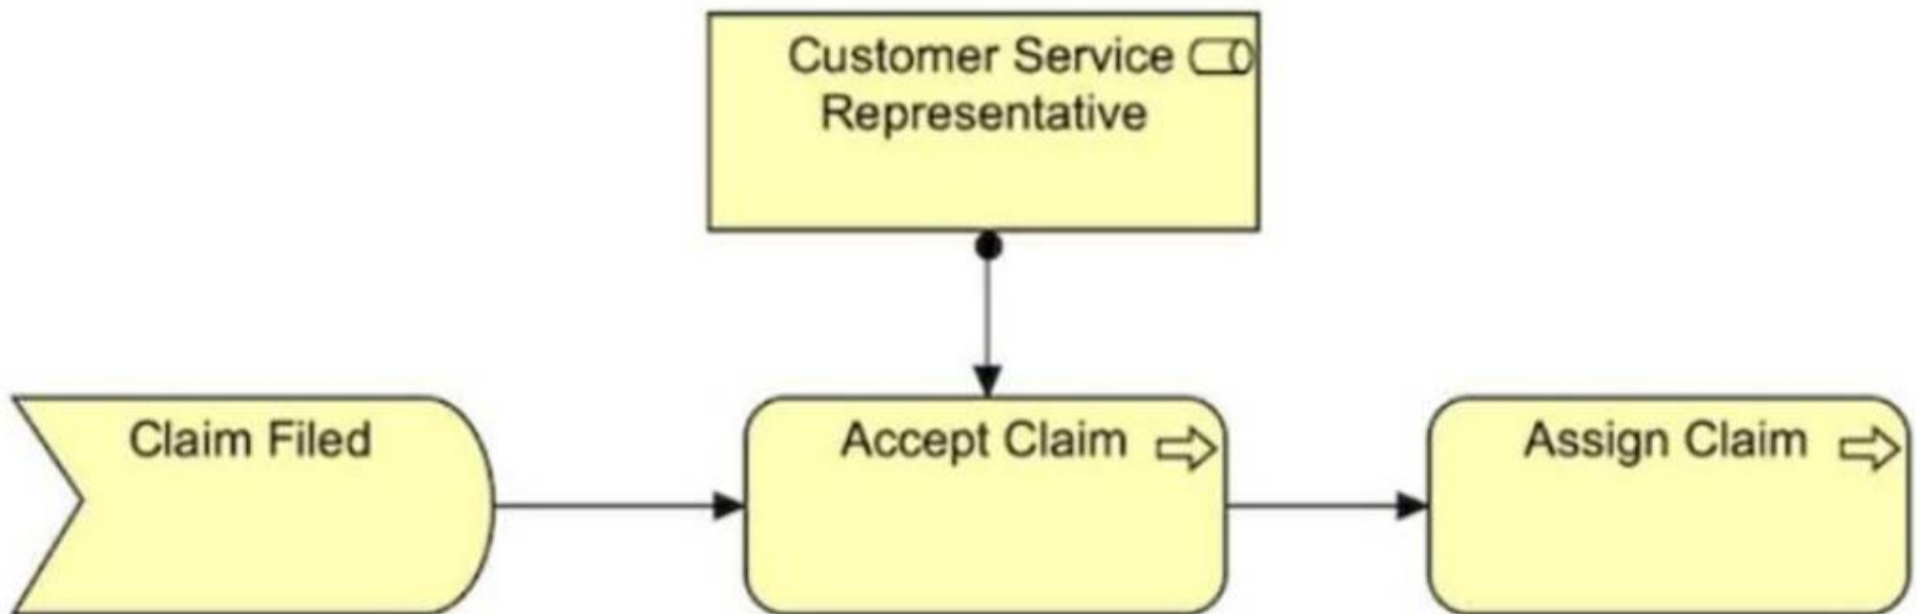 Customer Service
Representative
Claim Filed
Accept Claim
Assign Claim